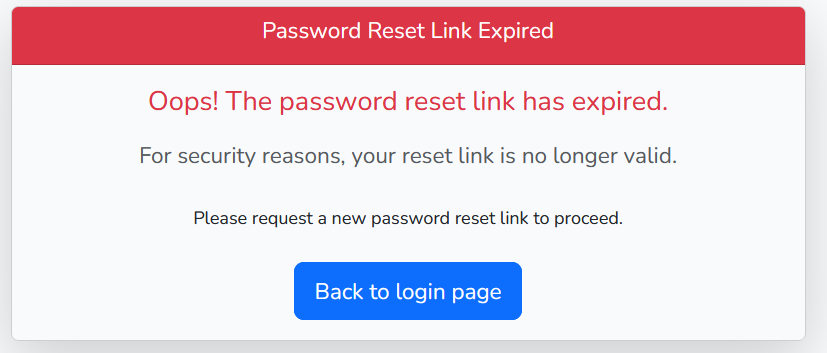 Password Reset Link Expired
Oops! The password reset link has expired.
For security reasons, your reset link is no longer valid.
Please request a new password reset link to proceed.
Back to login page